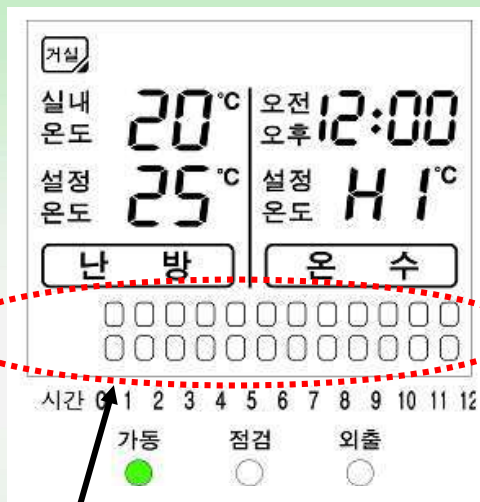 거실
실내 온도 20℃ 오전 오후 12:00
설정 온도 25℃ 설정 온도 HI℃
난 방 온 수
시간 0 1 2 3 4 5 6 7 8 9 10 11 12
가동 점검 외출